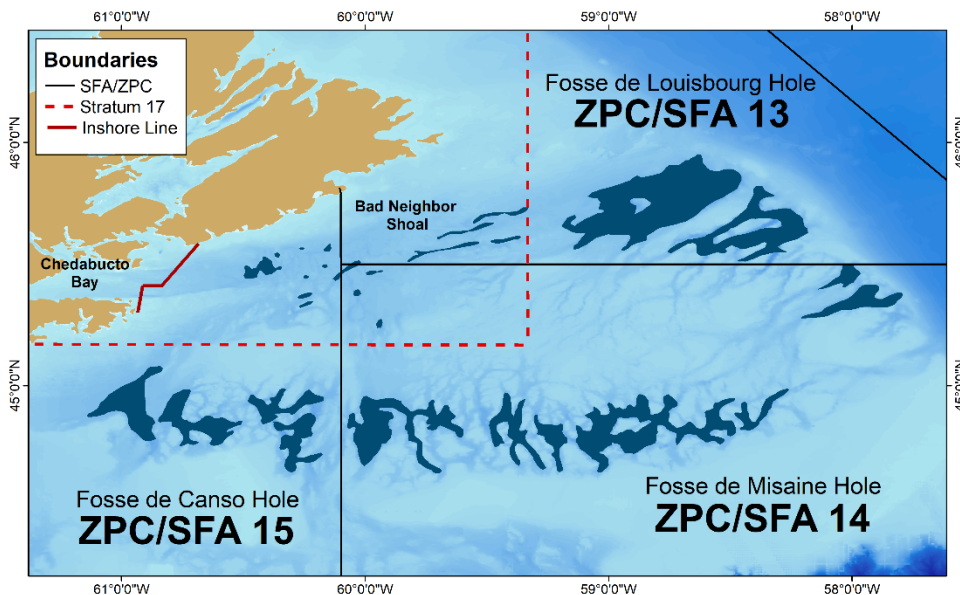 61°0'0"W 60°0'0"W 59°0'0"W 58°0'0"W
Boundaries
SFA/ZPC
Stratum 17
Inshore Line
Fosse de Louisbourg Hole
ZPC/SFA 13
46°0'0"N
46°0'0"N
Bad Neighbor
Shoal
Chedabucto
Bay
45°0'0"N
45°0'0"N
Fosse de Canso Hole
ZPC/SFA 15
Fosse de Misaine Hole
ZPC/SFA 14
61°0'0"W 60°0'0"W 59°0'0"W 58°0'0"W